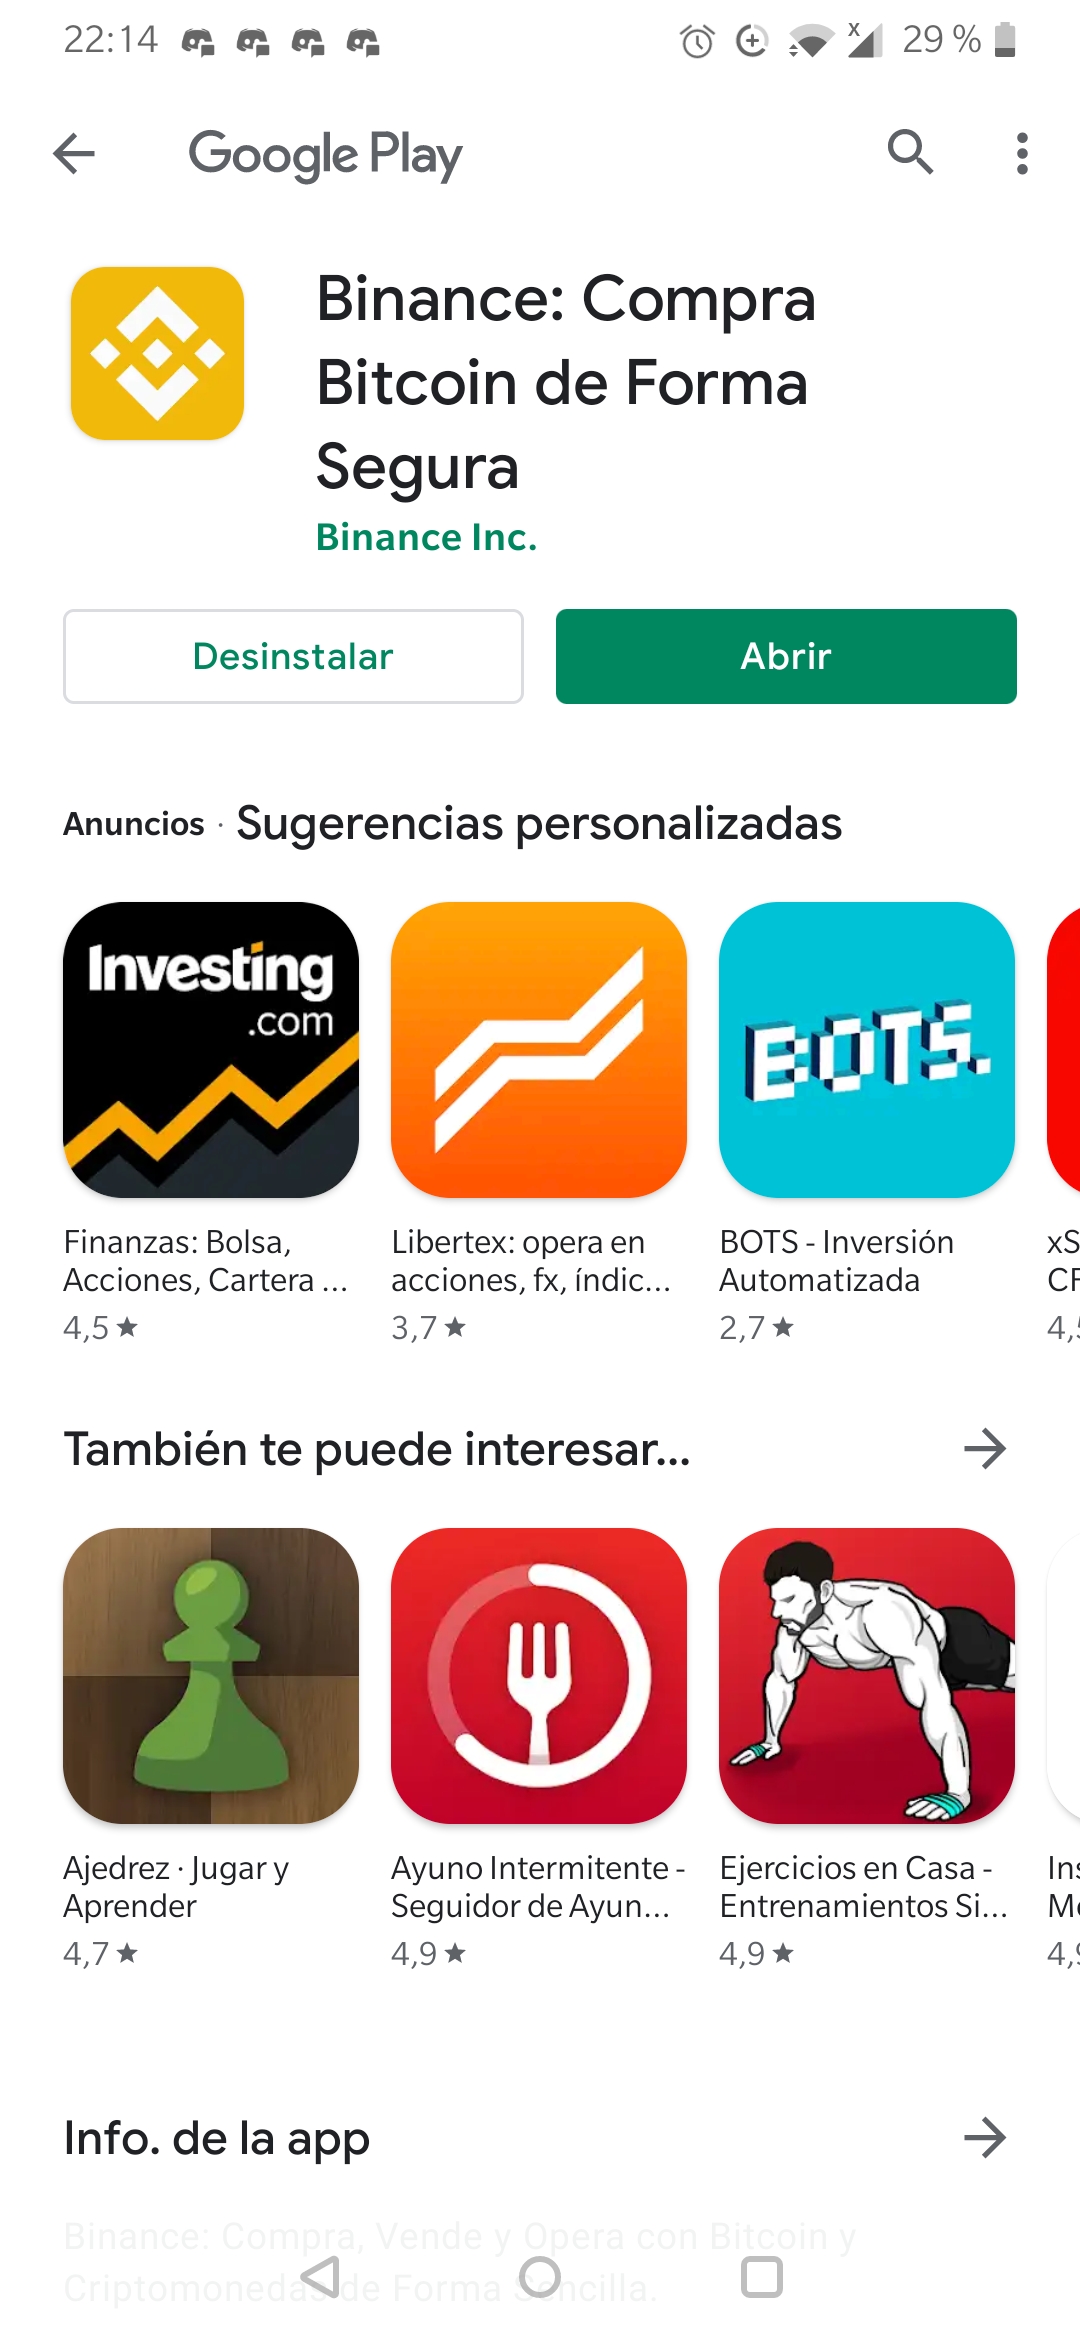 22:14
29 %
Google Play
Binance: Compra
Bitcoin de Forma
Segura
Binance Inc.
Desinstalar
Abrir
Anuncios · Sugerencias personalizadas
Investing
.com
BOTS.
Finanzas: Bolsa,
Acciones, Cartera ...
4,5 ★
Libertex: opera en
acciones, fx, índic...
3,7 ★
BOTS - Inversión
Automatizada
2,7 ★
xS
CF
4,5
También te puede interesar...
Ajedrez · Jugar y
Aprender
4,7 ★
Ayuno Intermitente -
Seguidor de Ayun...
4,9 ★
Ejercicios en Casa -
Entrenamientos Si...
4,9 ★
Ins
Me
4,9
Info. de la app
Binance: Compra, Vende y Opera con Bitcoin y
Criptomonedas de Forma Sencilla.